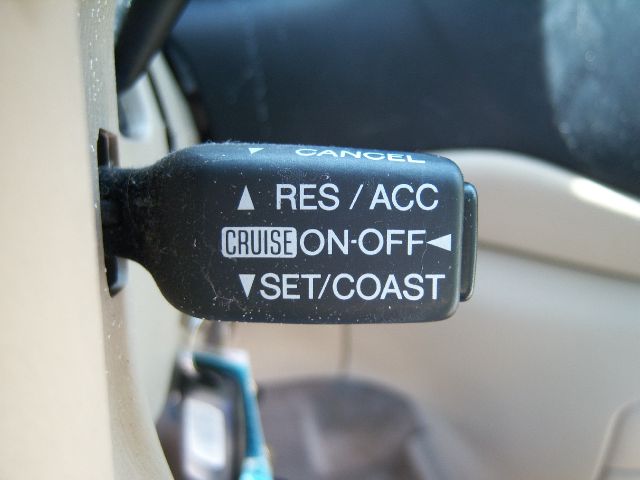 ▼ CANCEL
▲ RES / ACC
CRUISE ON-OFF ◄
▼ SET/COAST